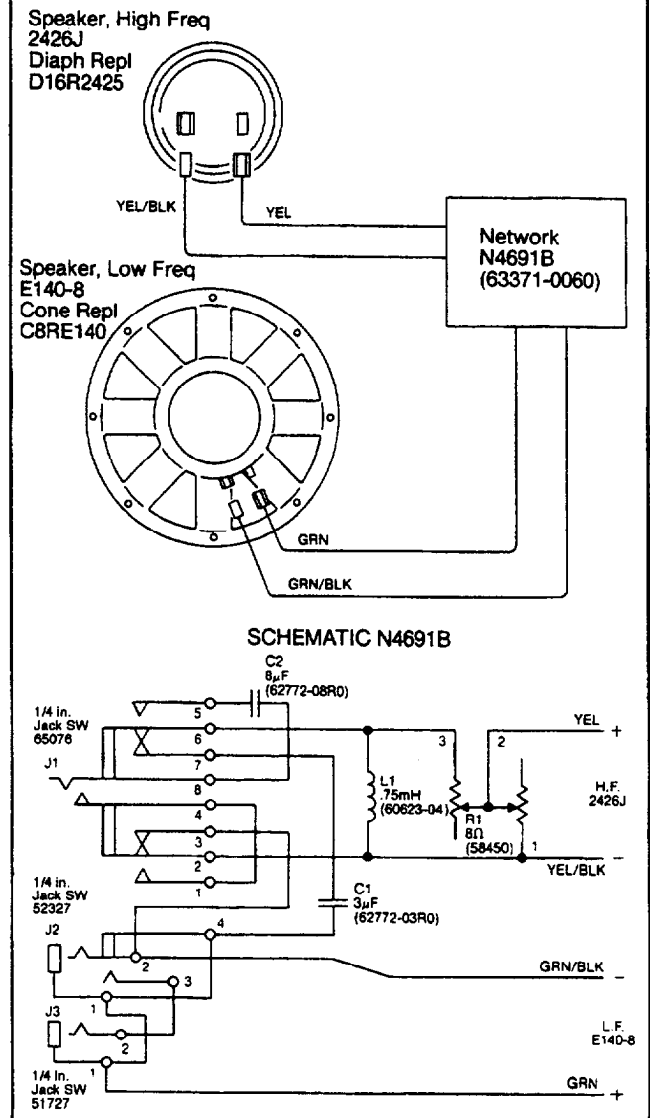 Speaker, High Freq
2426J
Diaph Repl
D16R2425
YEL/BLK
YEL
Network
N4691B
(63371-0060)
Speaker, Low Freq
E140-8
Cone Repl
C8RE140
GRN
GRN/BLK
SCHEMATIC N4691B
C2
8µF
(62772-08R0)
1/4 in.
Jack SW
65076
J1
5
6
7
8
4
3
2
1
L1
.75mH
(60623-04)
3
2
R1
8Ω
(58450)
1
YEL +
H.F.
2426J
YEL/BLK −
C1
3µF
(62772-03R0)
1/4 in.
Jack SW
52327
J2
4
2
3
1
GRN/BLK −
J3
2
1
L.F.
E140-8
1/4 in.
Jack SW
51727
GRN +